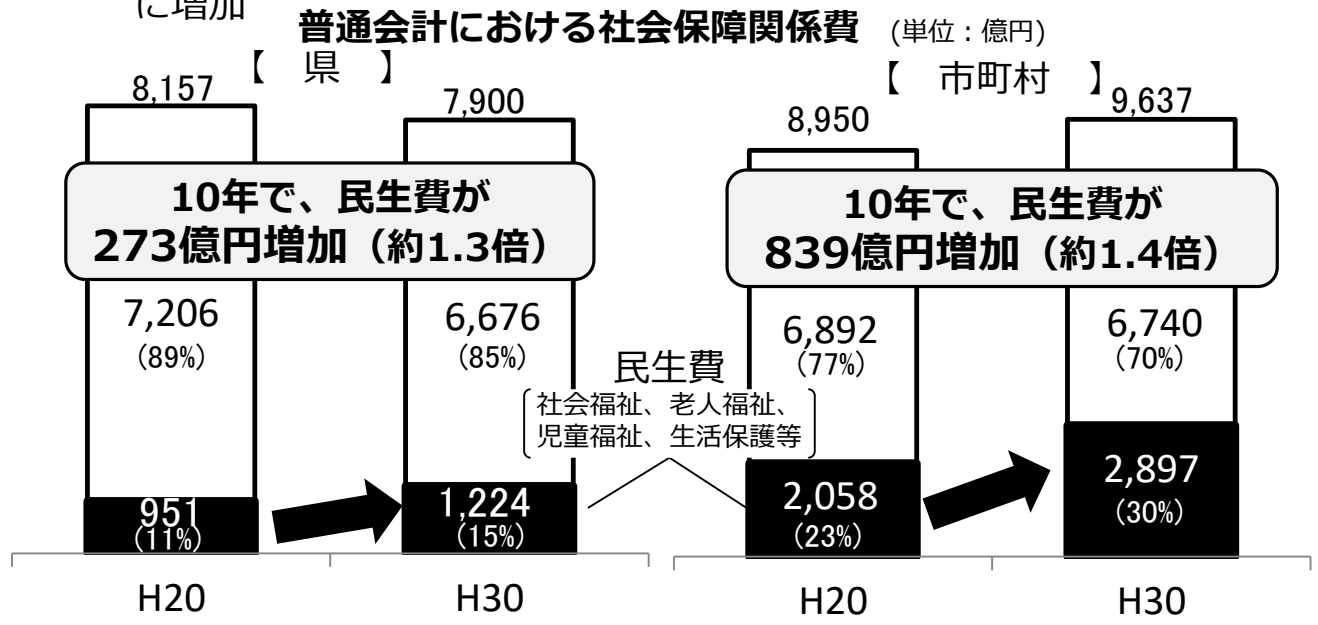 に増加
普通会計における社会保障関係費 (単位：億円)
【　県　】
【　市町村　】
8,157
7,900
8,950
9,637
10年で、民生費が
273億円増加（約1.3倍）
10年で、民生費が
839億円増加（約1.4倍）
7,206
(89%)
6,676
(85%)
6,892
(77%)
6,740
(70%)
民生費
社会福祉、老人福祉、
児童福祉、生活保護等
951
(11%)
1,224
(15%)
2,058
(23%)
2,897
(30%)
H20
H30
H20
H30